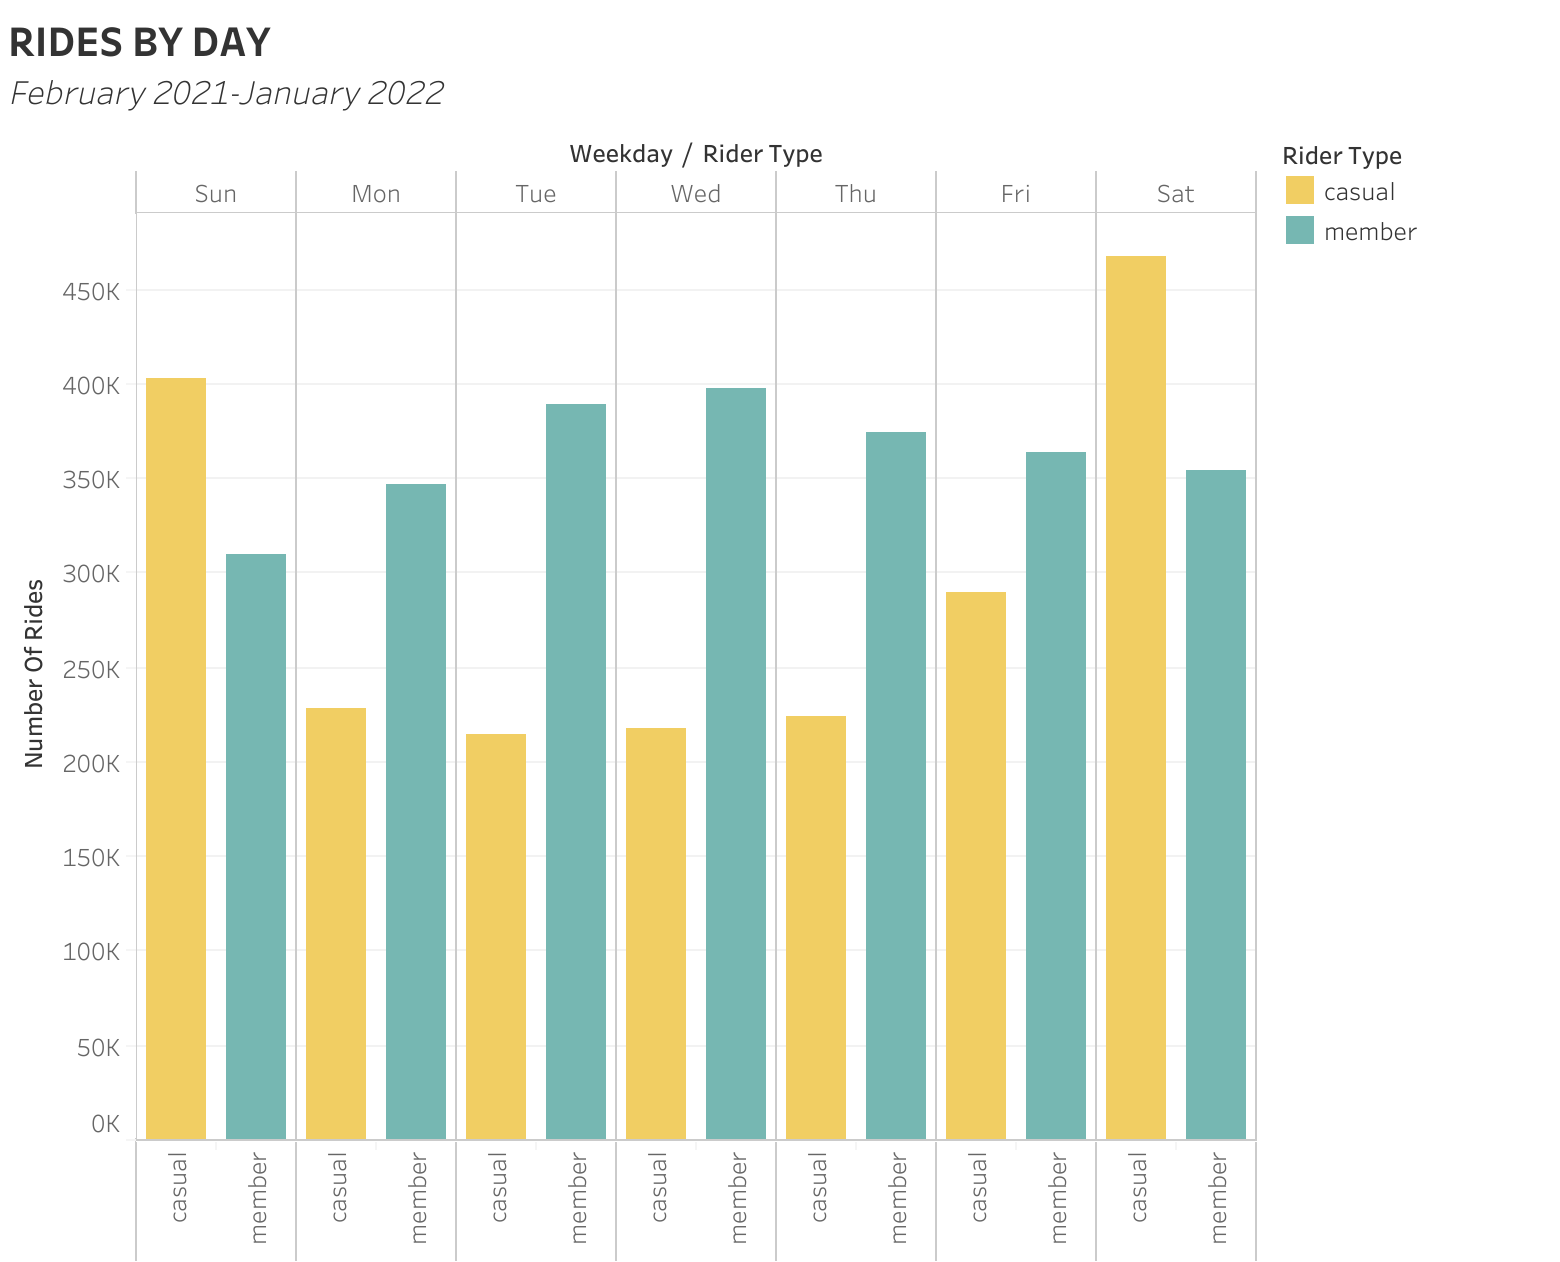 RIDES BY DAY
February 2021-January 2022
Weekday / Rider Type
Rider Type
Sun Mon Tue Wed Thu Fri Sat
casual
member
450K
400K
350K
300K
250K
200K
150K
100K
50K
0K
Number Of Rides
casual member casual member casual member casual member casual member casual member casual member